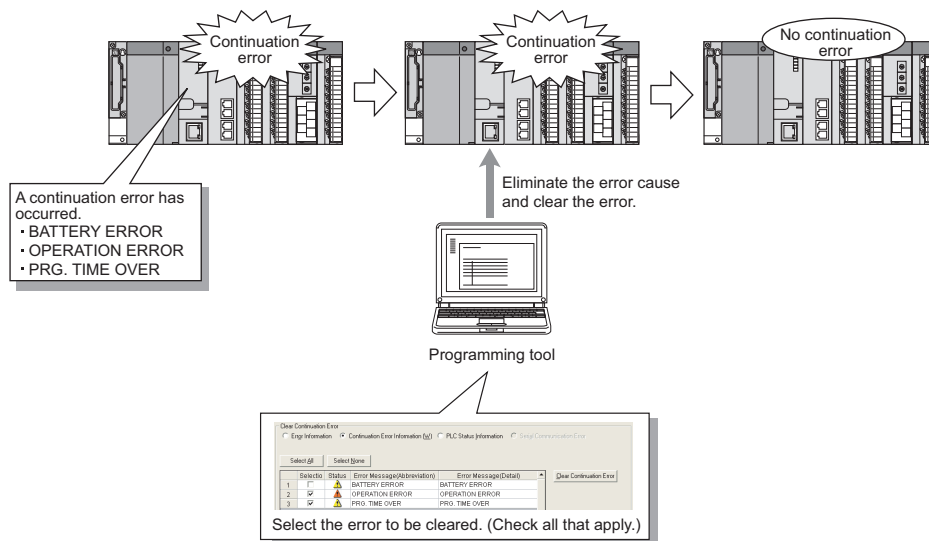 Continuation
error
Continuation
error
No continuation
error
A continuation error has
occurred.
· BATTERY ERROR
· OPERATION ERROR
· PRG. TIME OVER
Eliminate the error cause
and clear the error.
Programming tool
Clear Continuation Error
Error Information Continuation Error Information (W) PLC Status Information Serial Communication Error
Select All Select None
Selectio Status Error Message(Abbreviation) Error Message(Detail) Clear Continuation Error
1 BATTERY ERROR BATTERY ERROR
2 OPERATION ERROR OPERATION ERROR
3 PRG. TIME OVER PRG. TIME OVER
Select the error to be cleared. (Check all that apply.)